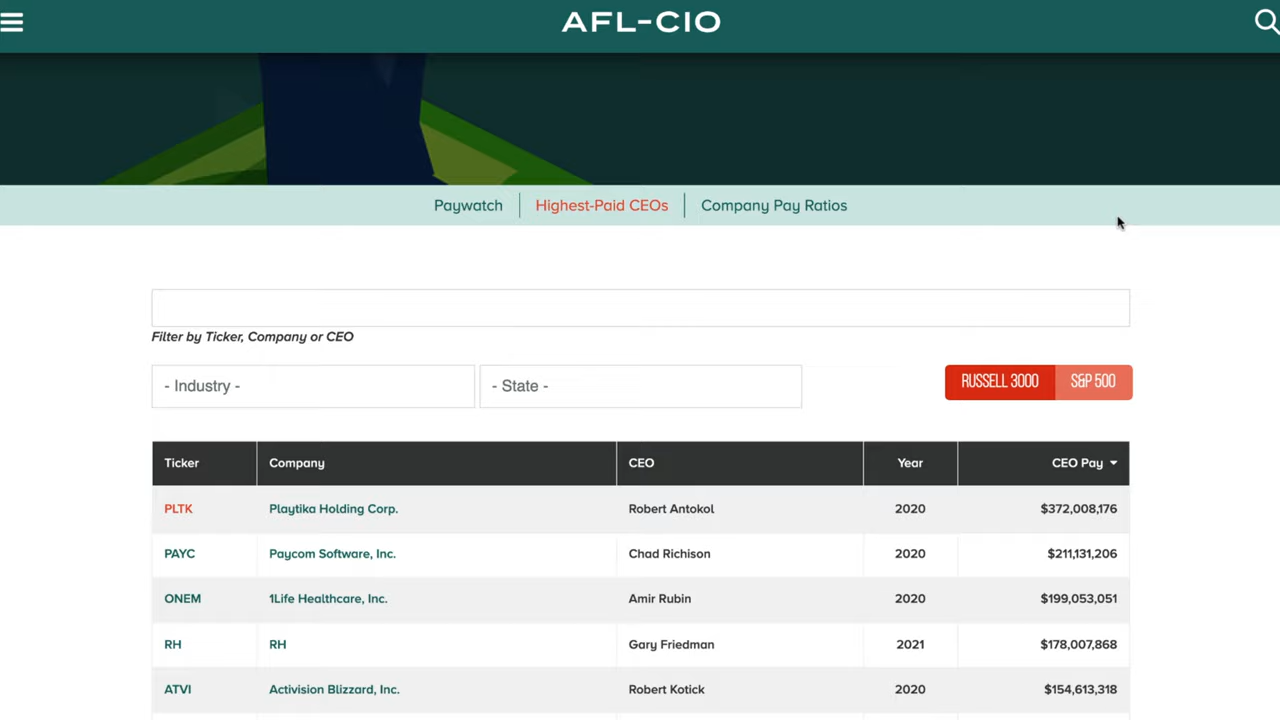 AFL-CIO
Paywatch Highest-Paid CEOs Company Pay Ratios
Filter by Ticker, Company or CEO
- Industry - - State - RUSSELL 3000 S&P 500
Ticker Company CEO Year CEO Pay
PLTK Playtika Holding Corp. Robert Antokol 2020 $372,008,176
PAYC Paycom Software, Inc. Chad Richison 2020 $211,131,206
ONEM 1Life Healthcare, Inc. Amir Rubin 2020 $199,053,051
RH RH Gary Friedman 2021 $178,007,868
ATVI Activision Blizzard, Inc. Robert Kotick 2020 $154,613,318